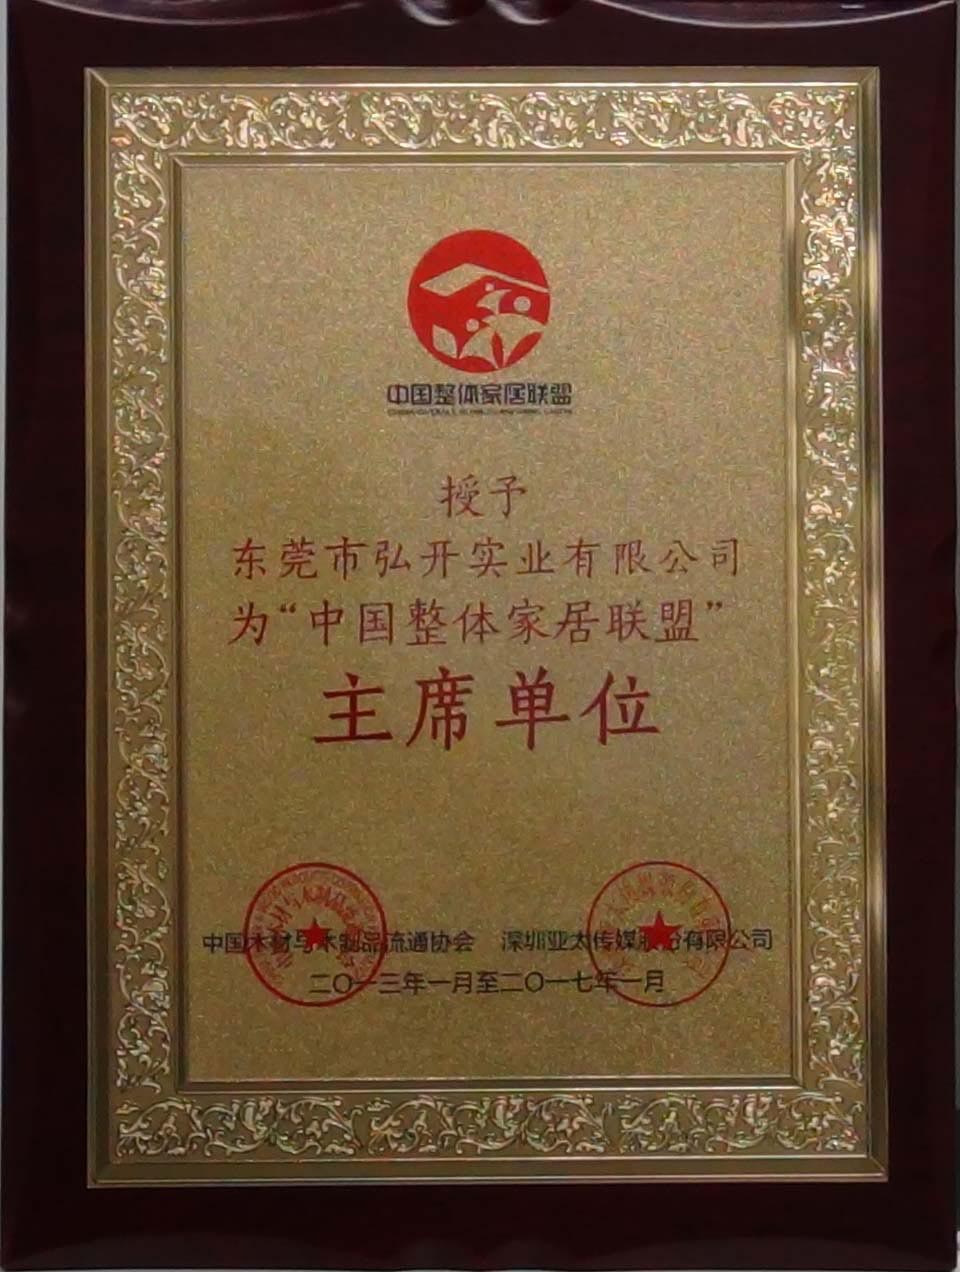 中国整体家居联盟
授予
东莞市弘开实业有限公司
为“中国整体家居联盟”
主席单位
中国木材与木制品流通协会 深圳亚太传媒股份有限公司
二〇一三年一月至二〇一七年一月